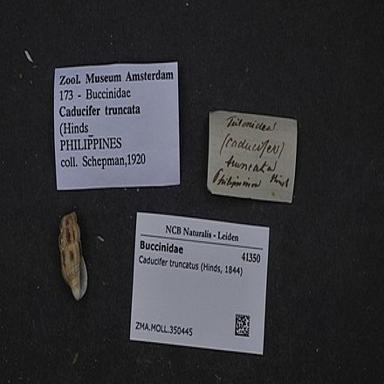 Zool. Museum Amsterdam
173 - Buccinidae
Caducifer truncata
(Hinds_
PHILIPPINES
coll. Schepman,1920
Tritonidea
(Caducifer)
truncata
Philippinen Hinds
NCB Naturalis - Leiden
Buccinidae 41350
Caducifer truncatus (Hinds, 1844)
ZMA.MOLL.350445